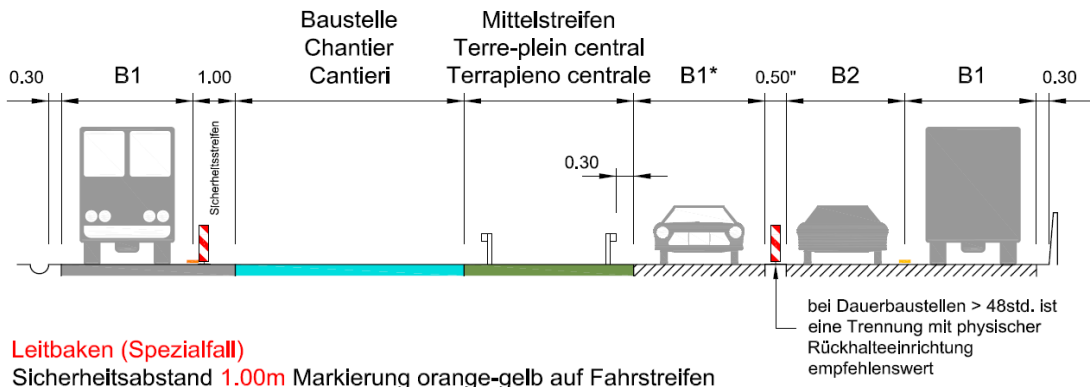 Baustelle
Chantier
Cantieri
Mittelstreifen
Terre-plein central
Terrapieno centrale
0.30
B1
1.00
B1*
0.50"
B2
B1
0.30
Sicherheitsstreifen
0.30
bei Dauerbaustellen > 48std. ist
eine Trennung mit physischer
Rückhalteeinrichtung
empfehlenswert
Leitbaken (Spezialfall)
Sicherheitsabstand 1.00m Markierung orange-gelb auf Fahrstreifen